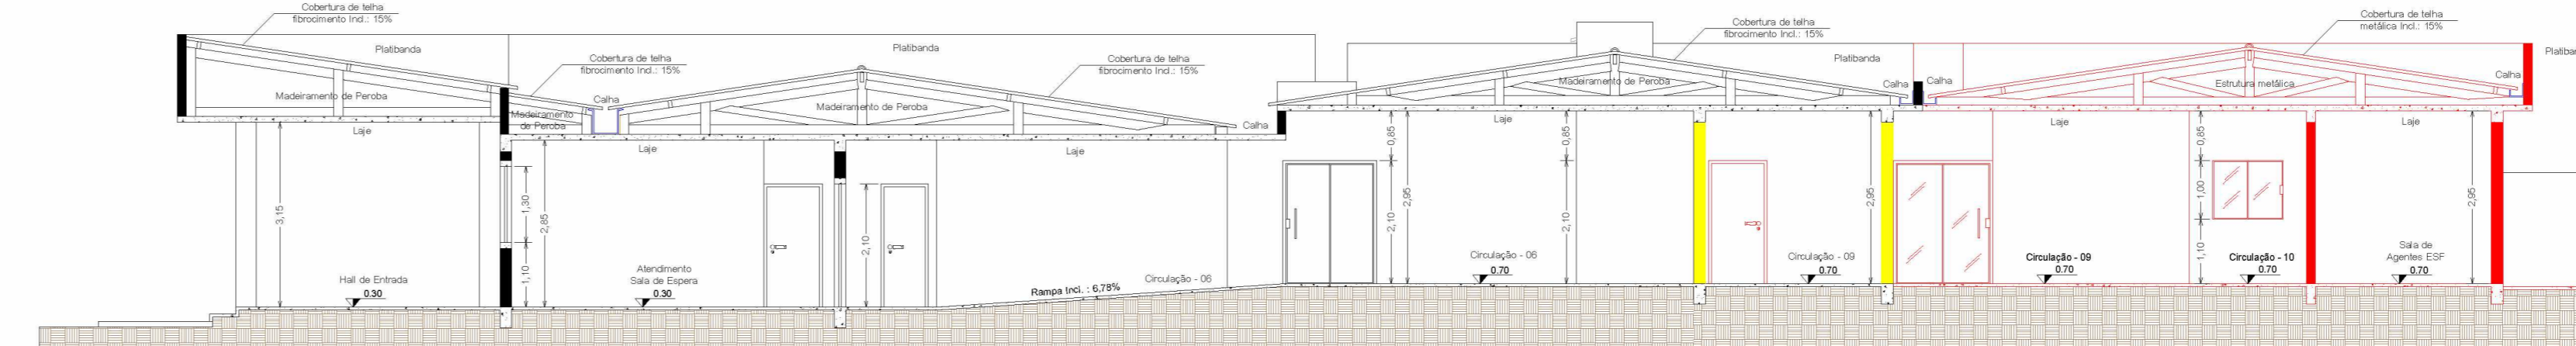 Cobertura de telha
fibrocimento Incl.: 15%
Platibanda
Cobertura de telha
fibrocimento Incl.: 15%
Platibanda
Cobertura de telha
fibrocimento Incl.: 15%
Cobertura de telha
fibrocimento Incl.: 15%
Platibanda
Cobertura de telha
metálica Incl.: 15%
Madeiramento de Peroba
Madeiramento
de Peroba
Calha
Madeiramento de Peroba
Calha
Madeiramento de Peroba
Calha
Calha
Estrutura metálica
Calha
Laje
Laje
Laje
Laje
Laje
Laje
3,15
1,30
1,10
2,85
2,10
0,85
2,10
2,95
0,85
2,10
2,95
0,85
1,00
1,10
2,95
Hall de Entrada
0.30
Atendimento
Sala de Espera
0.30
Circulação - 06
Rampa Incl. : 6,78%
Circulação - 06
0.70
Circulação - 09
0.70
Circulação - 09
0.70
Circulação - 10
0.70
Sala de
Agentes ESF
0.70